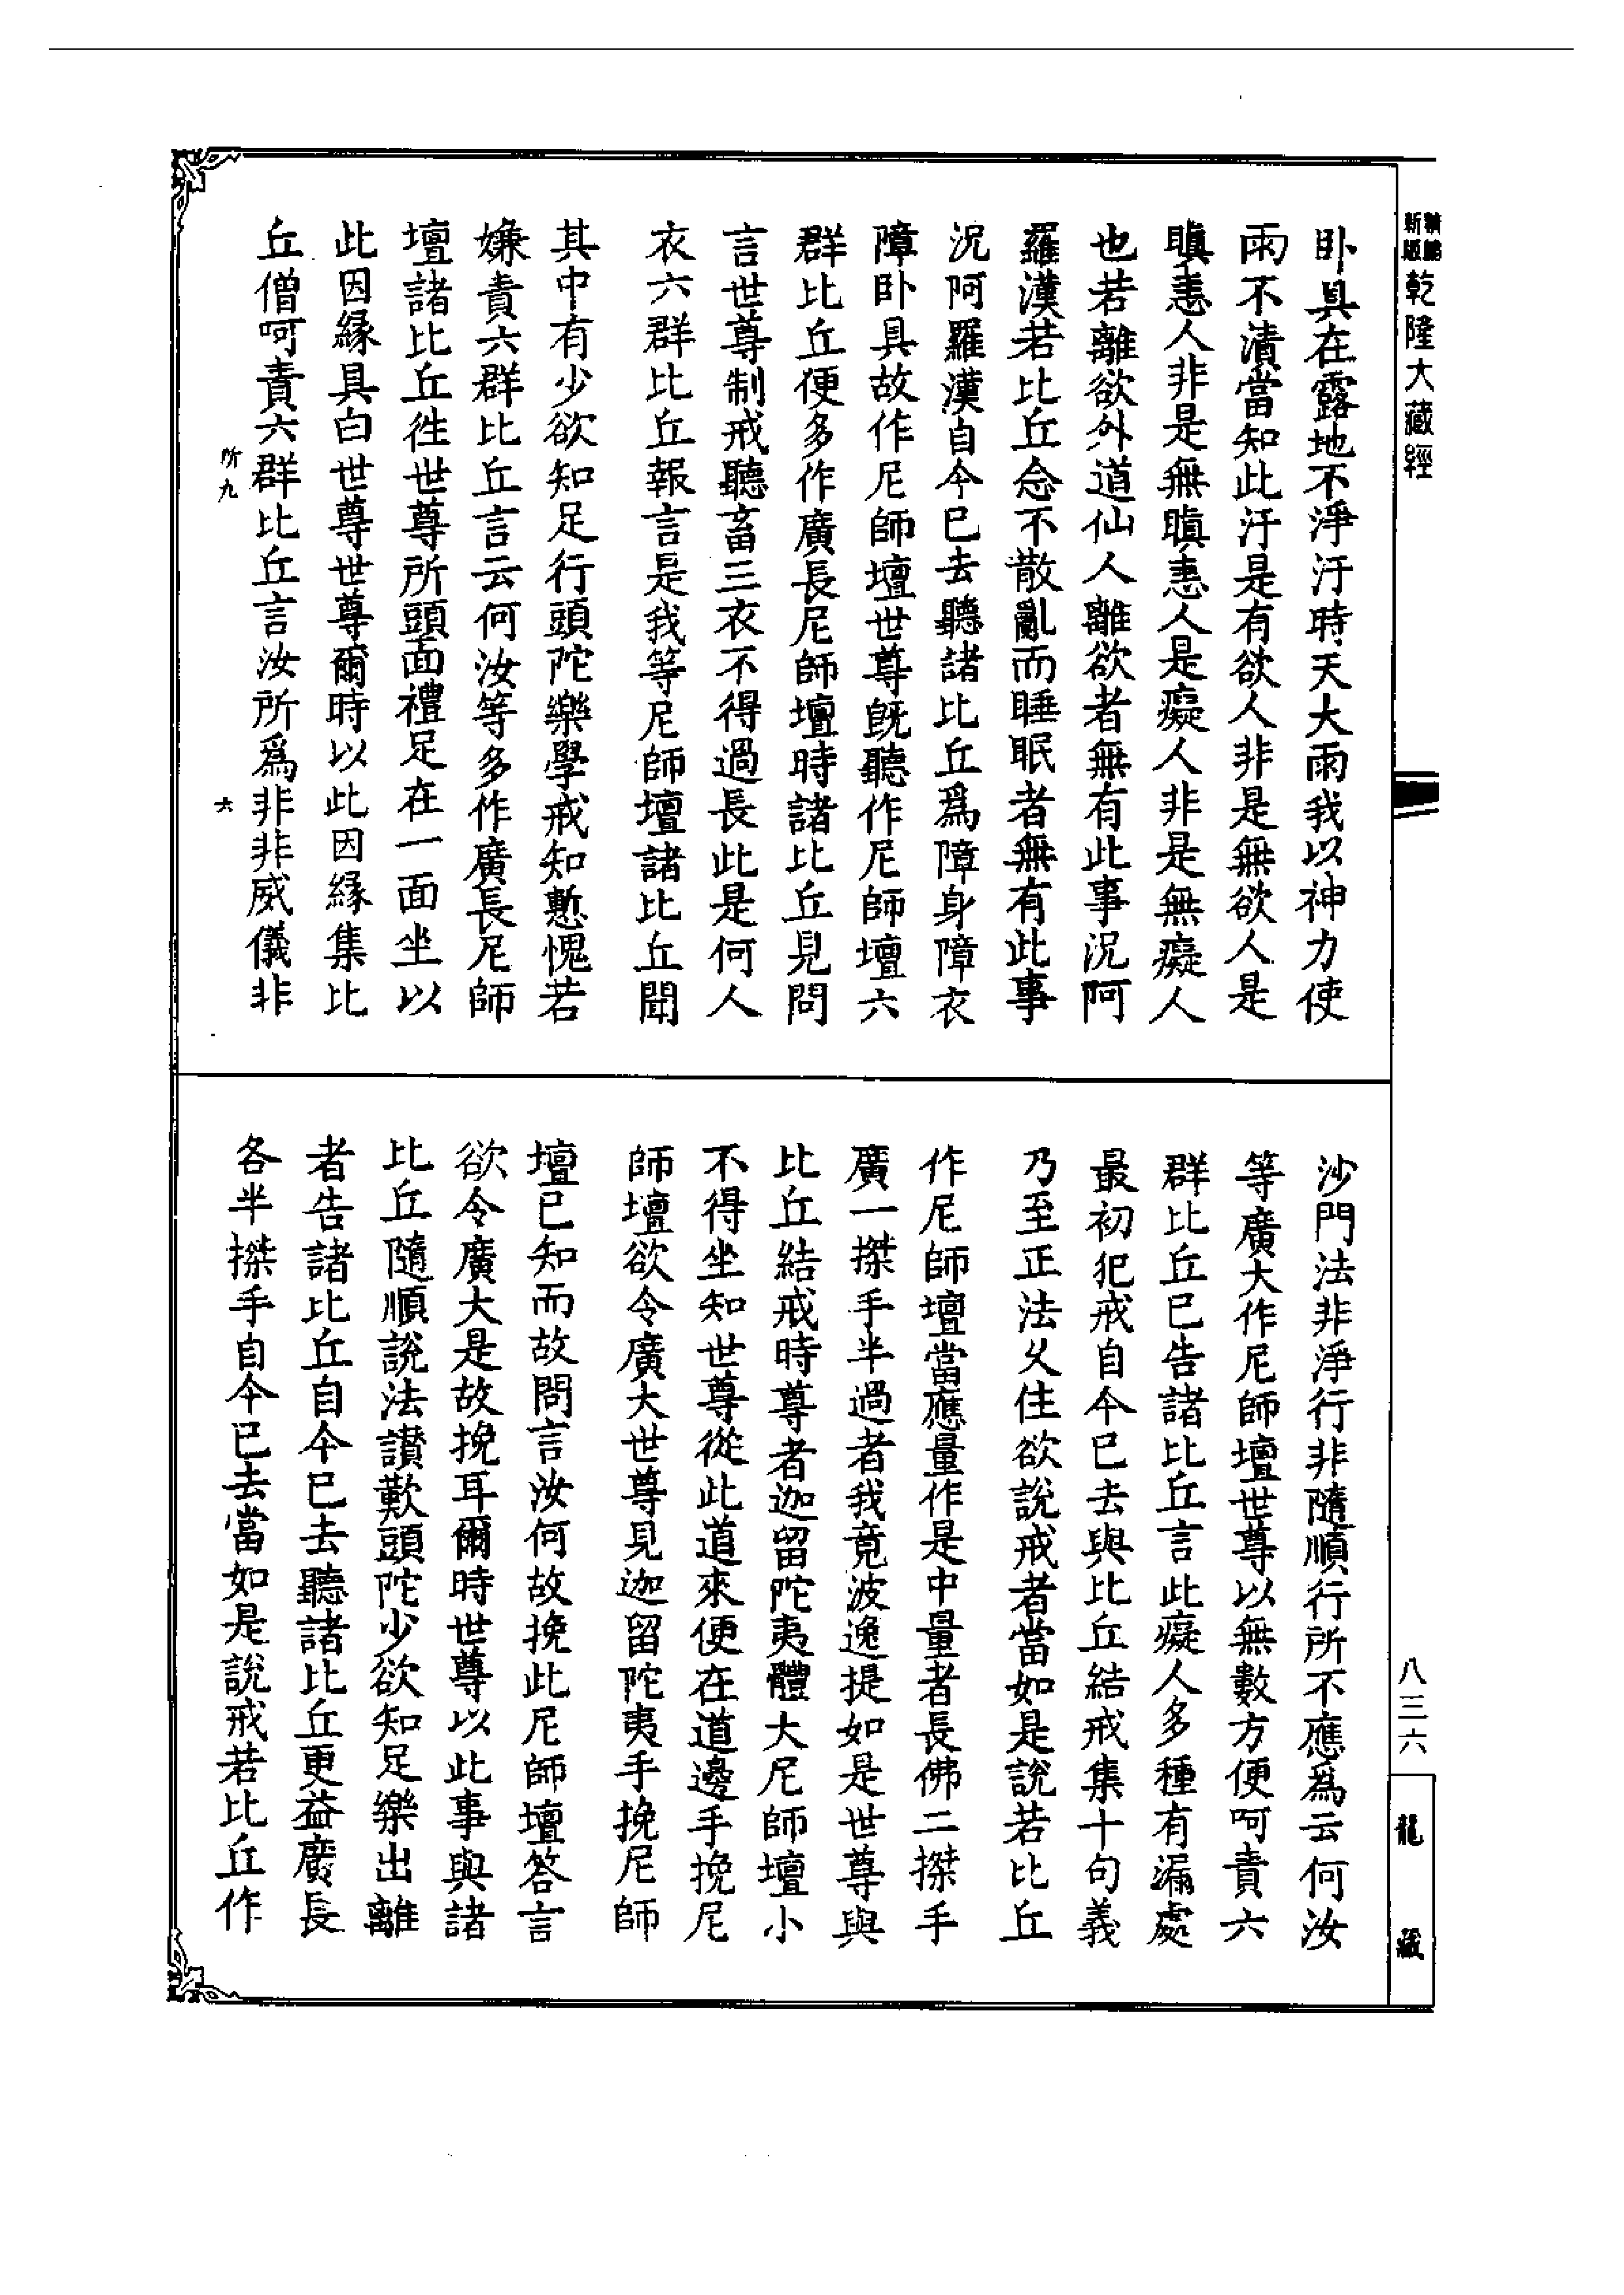 新編
縮版
乾隆大藏經
卧具在露地不淨汙時天大雨我以神力使
雨不漬當知此汙是有欲人非是無欲人是
瞋恚人非是無瞋恚人是癡人非是無癡人
也若離欲外道仙人離欲者無有此事況阿
羅漢若比丘念不散亂而睡眠者無有此事
況阿羅漢自今已去聽諸比丘爲障身障衣
障卧具故作尼師壇世尊旣聽作尼師壇六
群比丘便多作廣長尼師壇時諸比丘見問
言世尊制戒聽畜三衣不得過長此是何人
衣六群比丘報言是我等尼師壇諸比丘聞
其中有少欲知足行頭陀樂學戒知慙愧者
嫌責六群比丘言云何汝等多作廣長尼師
壇諸比丘徃世尊所頭面禮足在一面坐以
此因緣具白世尊世尊爾時以此因緣集比
丘僧呵責六群比丘言汝所爲非非威儀非
所九
六
沙門法非淨行非隨順行所不應爲云何汝
等廣大作尼師壇世尊以無數方便呵責六
群比丘已告諸比丘言此癡人多種有漏處
最初犯戒自今已去與比丘結戒集十句義
乃至正法乆住欲說戒者當如是說若比丘
作尼師壇當應量作是中量者長佛二搩手
廣一搩手半過者裁竟波逸提如是世尊與
比丘結戒時尊者迦留陀夷體大尼師壇小
不得坐知世尊從此道來便在道邊手挽尼
師壇欲令廣大世尊見迦留陀夷手挽尼師
壇已知而故問言汝何故挽此尼師壇答言
欲令廣大是故挽耳爾時世尊以此事與諸
比丘隨順說法讃歎頭陀少欲知足樂出離
者告諸比丘自今已去聽諸比丘更益廣長
各半搩手自今已去當如是說戒若比丘作
八三六
龍藏